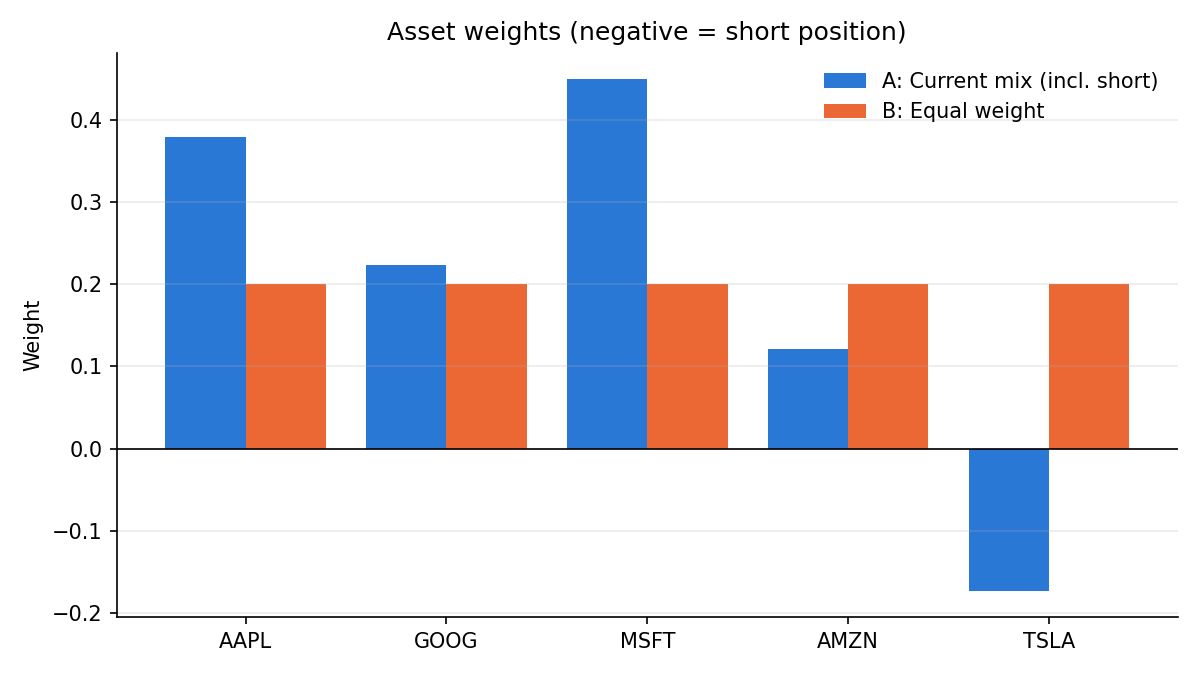 Asset weights (negative = short position)
A: Current mix (incl. short)
B: Equal weight
Weight
0.4
0.3
0.2
0.1
0.0
−0.1
−0.2
AAPL GOOG MSFT AMZN TSLA